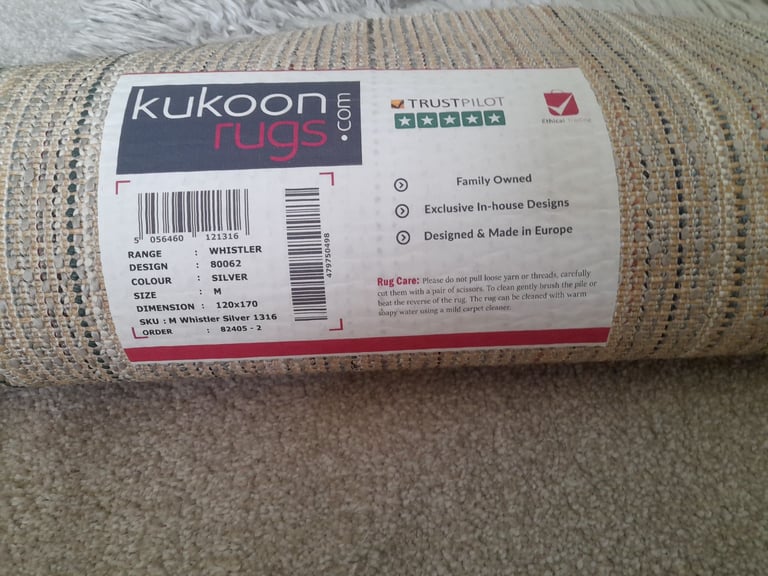 kukoon
rugs.com
TRUSTPILOT
Ethical Trading
Family Owned
Exclusive In-house Designs
Designed & Made in Europe
5 056460 121316
RANGE : WHISTLER
DESIGN : 80062
COLOUR : SILVER
SIZE : M
DIMENSION : 120x170
SKU : M Whistler Silver 1316
ORDER : 82405 - 2
479750498
Rug Care: Please do not pull loose yarn or threads, carefully
cut them with a pair of scissors. To clean gently brush the pile or
beat the reverse of the rug. The rug can be cleaned with warm
soapy water using a mild carpet cleaner.